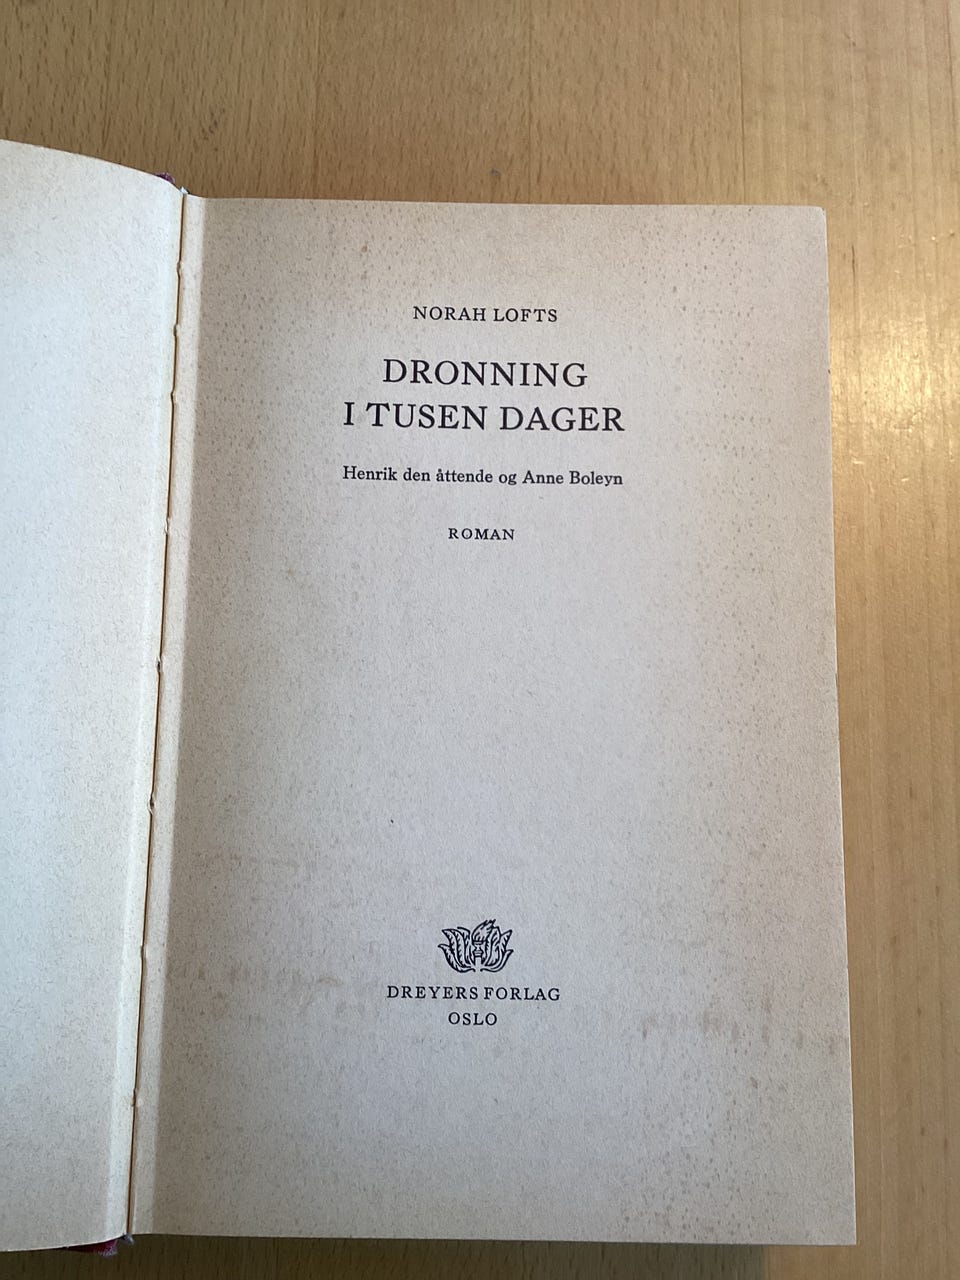 NORAH LOFTS
DRONNING
I TUSEN DAGER
Henrik den åttende og Anne Boleyn
ROMAN
DREYERS FORLAG
OSLO